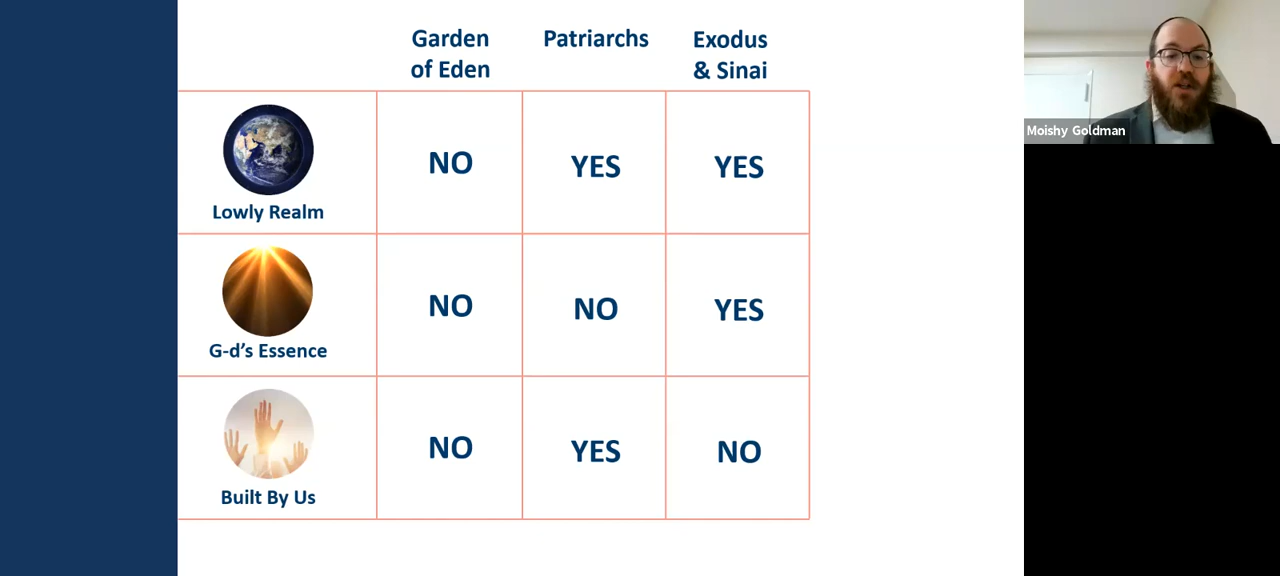 Garden
of Eden
Patriarchs
Exodus
& Sinai
Lowly Realm
NO
YES
YES
G-d's Essence
NO
NO
YES
Built By Us
NO
YES
NO
Moishy Goldman